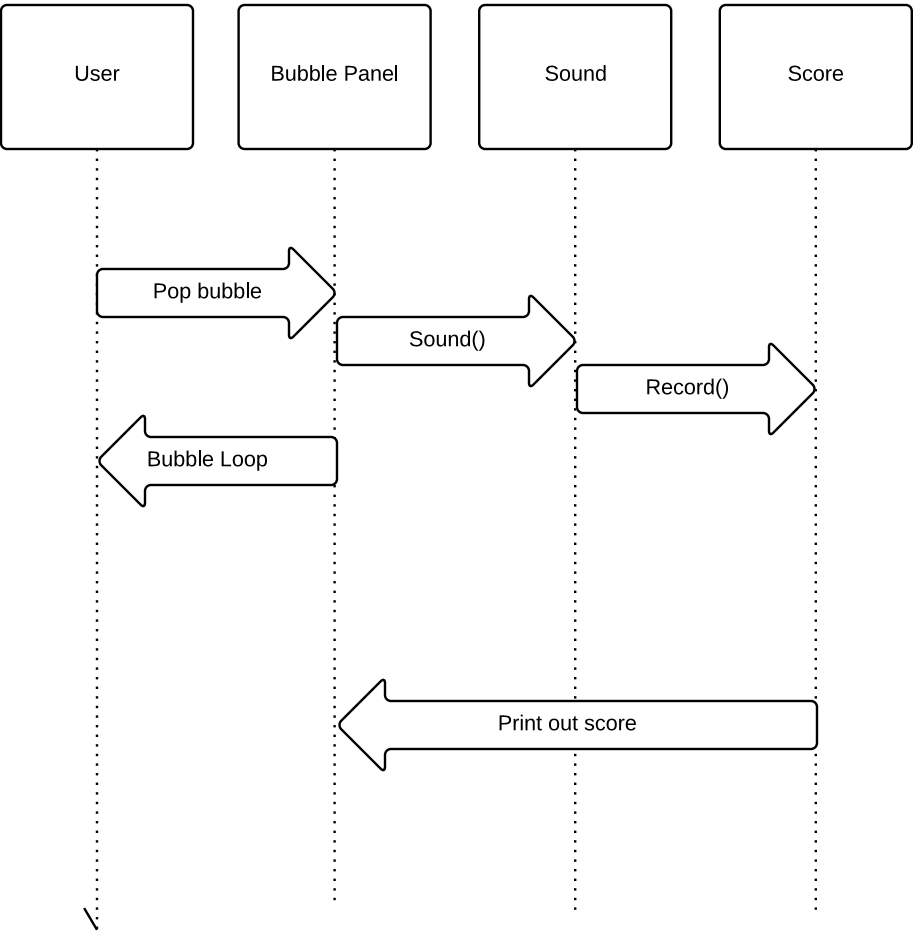 User
Bubble Panel
Sound
Score
Pop bubble
Sound()
Record()
Bubble Loop
Print out score